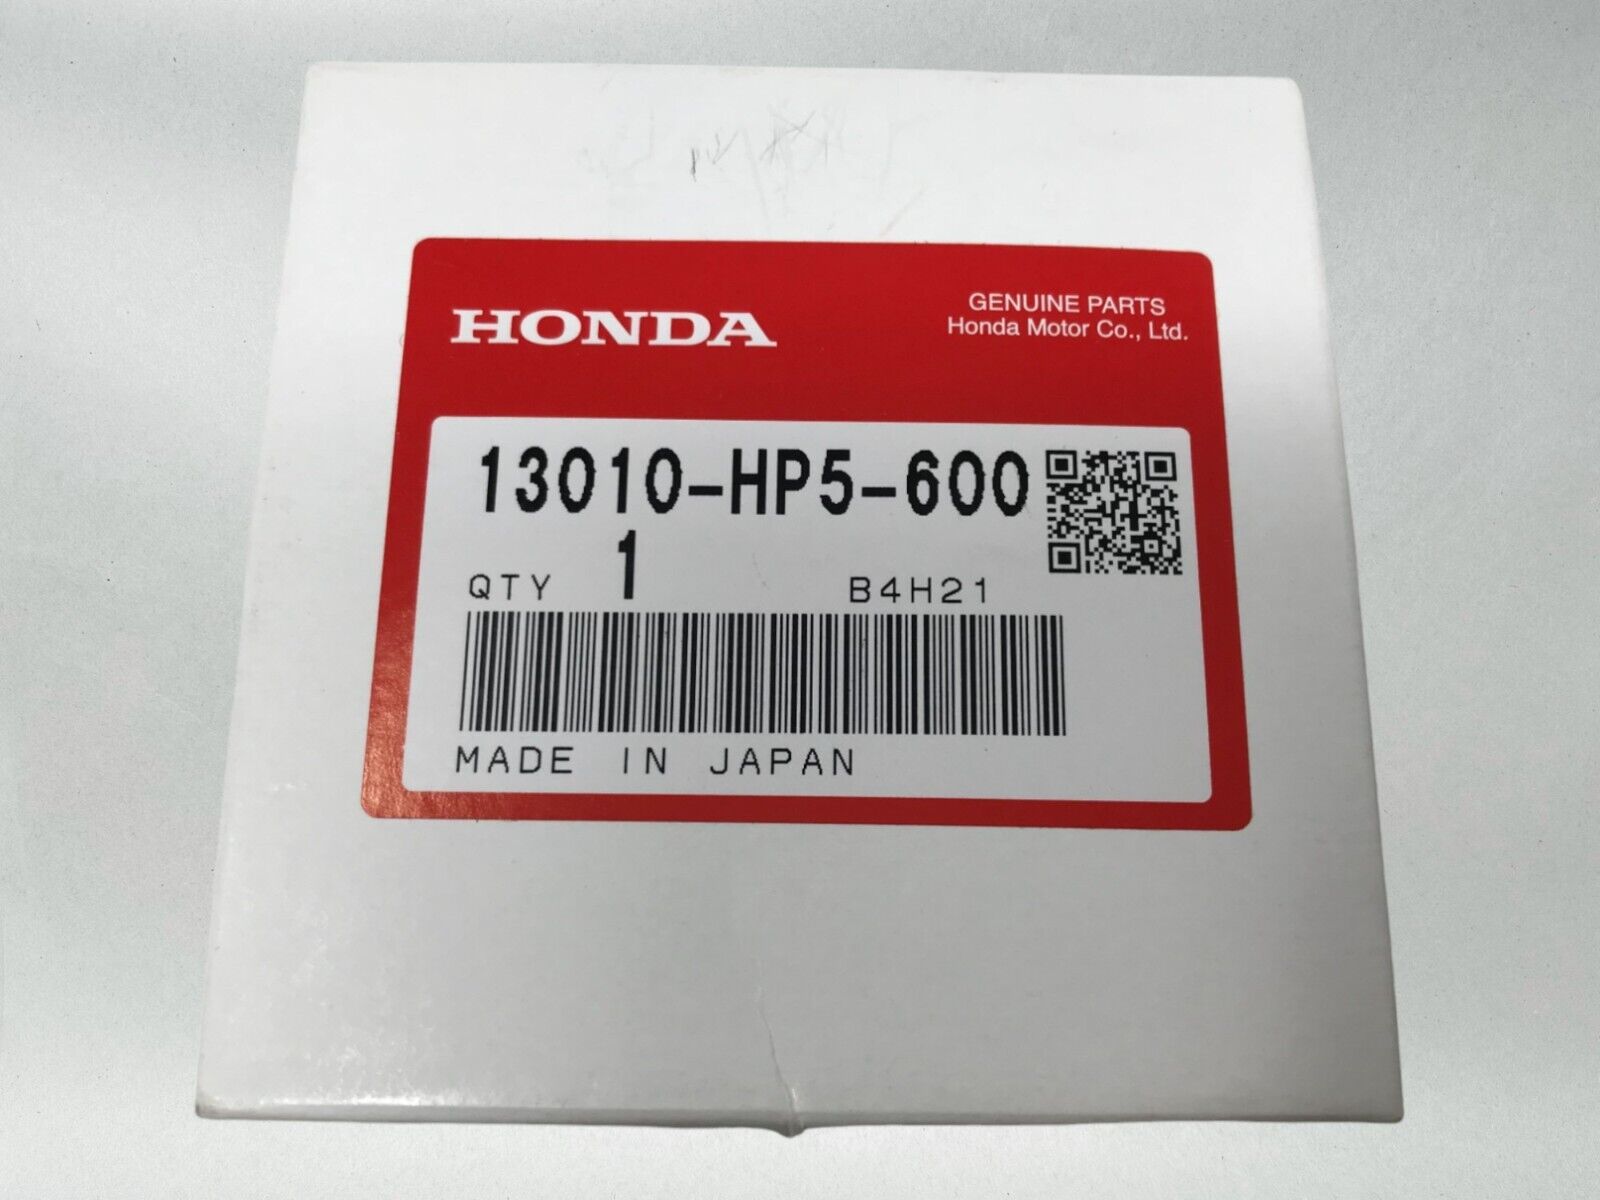 HONDA
GENUINE PARTS
Honda Motor Co., Ltd.
13010-HP5-600
QTY 1 B4H21
MADE IN JAPAN